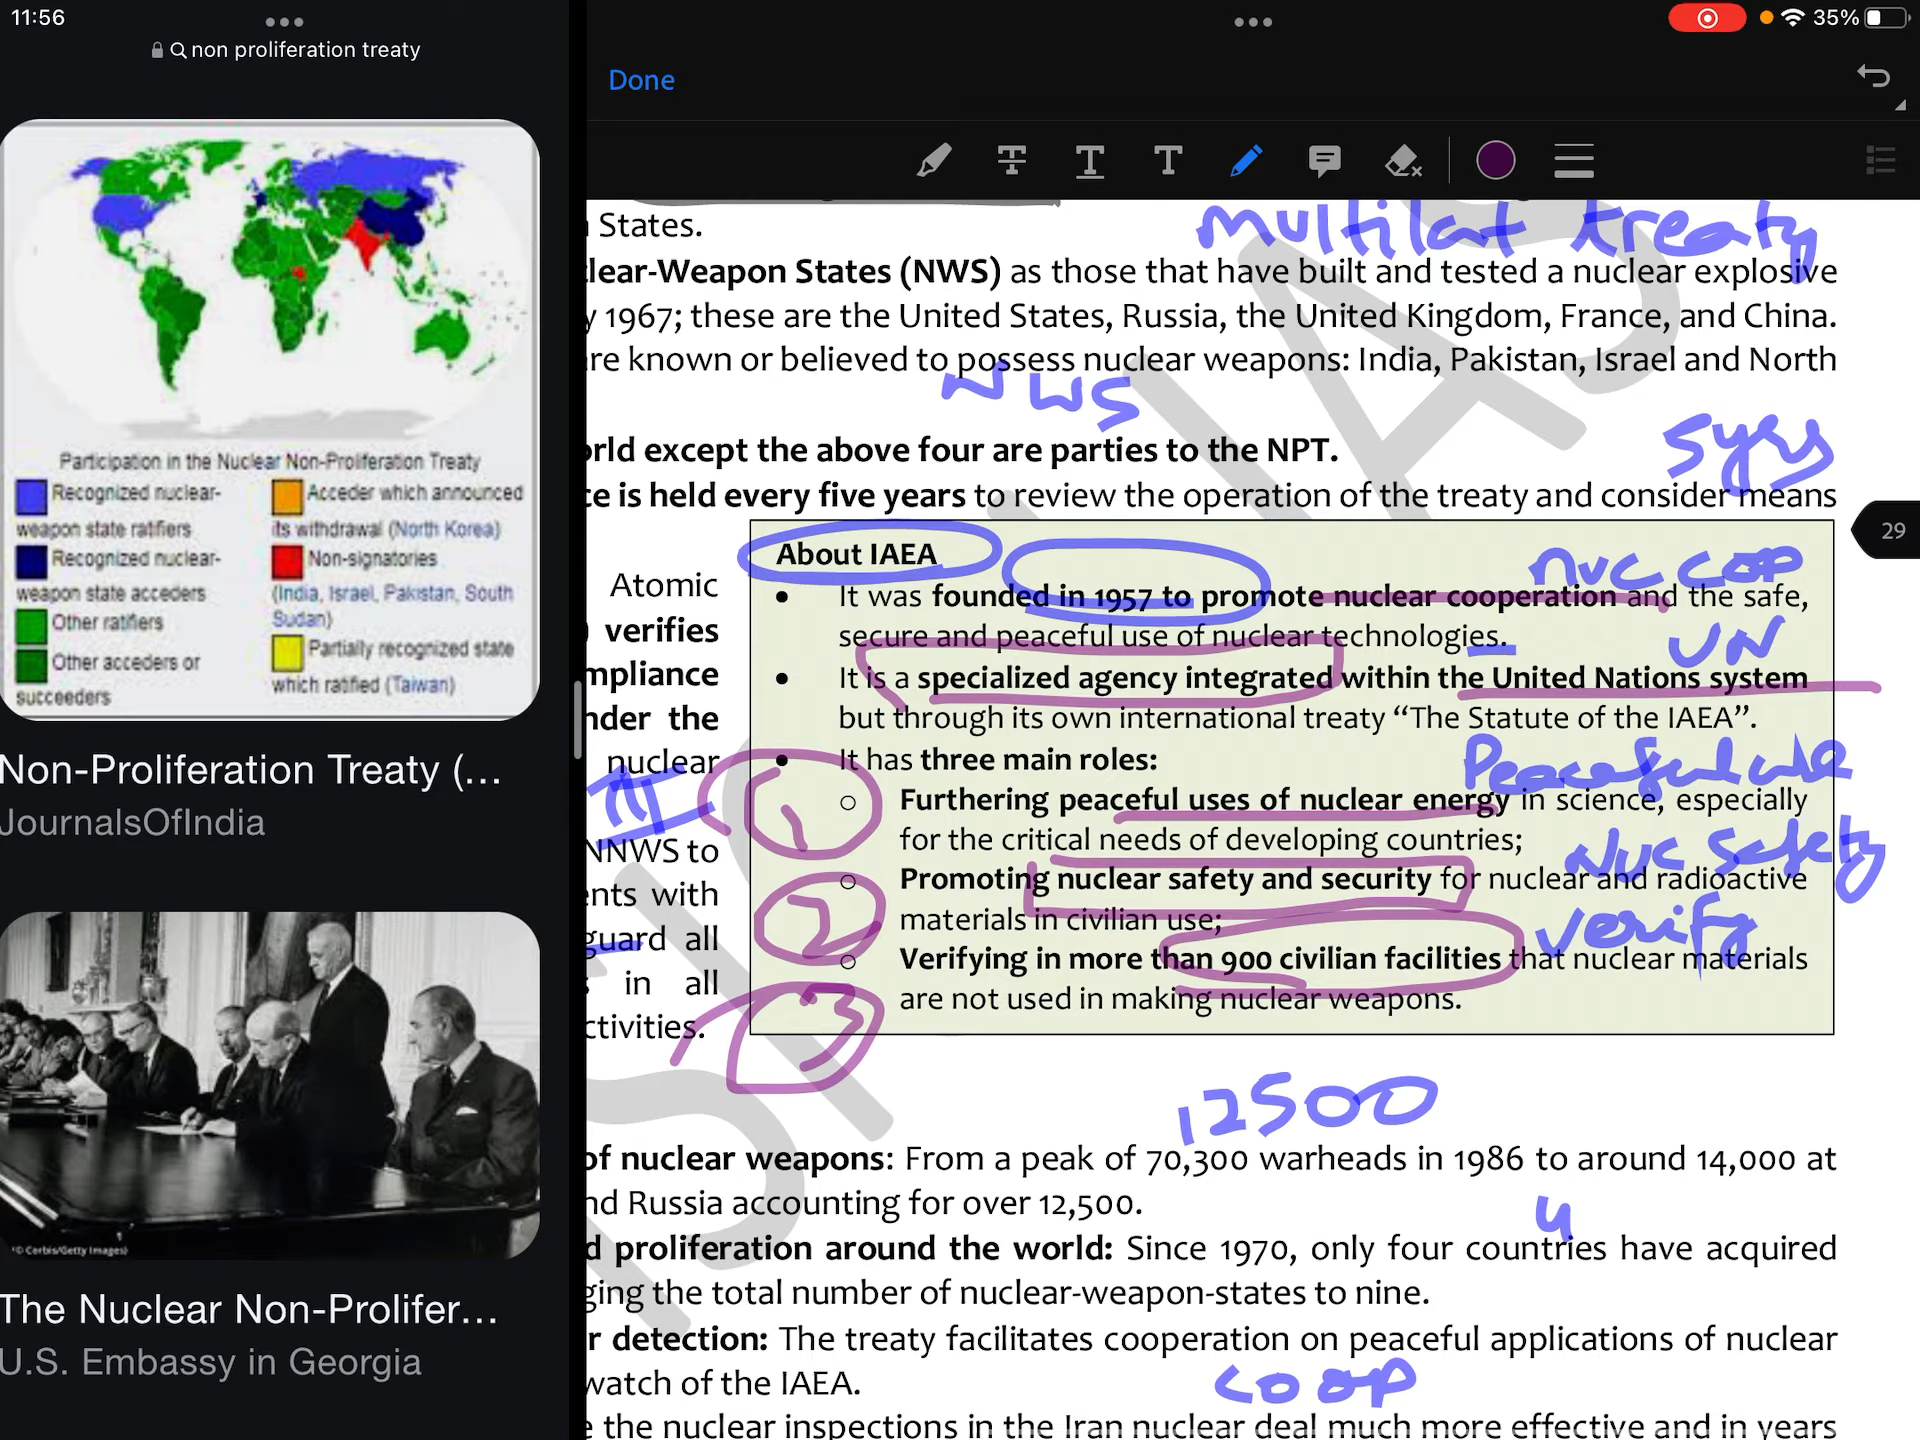 11:56
non proliferation treaty
35%
Participation in the Nuclear Non-Proliferation Treaty
Recognized nuclear-
weapon state ratifiers
Recognized nuclear-
weapon state acceders
Other ratifiers
Other acceders or
succeeders
Acceder which announced
its withdrawal (North Korea)
Non-signatories
(India, Israel, Pakistan, South
Sudan)
Partially recognized state
which ratified (Taiwan)
Non-Proliferation Treaty (...
JournalsOfIndia
© Corbis/Getty Images)
The Nuclear Non-Prolifer...
U.S. Embassy in Georgia
Done
States.
multilat treaty
clear-Weapon States (NWS) as those that have built and tested a nuclear explosive
y 1967; these are the United States, Russia, the United Kingdom, France, and China.
re known or believed to possess nuclear weapons: India, Pakistan, Israel and North
NWS
orld except the above four are parties to the NPT.
5yrs
ce is held every five years to review the operation of the treaty and consider means
29
Atomic
verifies
mpliance
nder the
nuclear
NNWS to
ents with
guard all
in all
ctivities.
About IAEA
nuc cop
• It was founded in 1957 to promote nuclear cooperation and the safe,
secure and peaceful use of nuclear technologies.
UN
• It is a specialized agency integrated within the United Nations system
but through its own international treaty "The Statute of the IAEA".
• It has three main roles:
Peaceful use
1
○ Furthering peaceful uses of nuclear energy in science, especially
for the critical needs of developing countries;
Nuc safety
2
○ Promoting nuclear safety and security for nuclear and radioactive
materials in civilian use;
verify
○ Verifying in more than 900 civilian facilities that nuclear materials
are not used in making nuclear weapons.
3
12500
of nuclear weapons: From a peak of 70,300 warheads in 1986 to around 14,000 at
nd Russia accounting for over 12,500.
4
d proliferation around the world: Since 1970, only four countries have acquired
ging the total number of nuclear-weapon-states to nine.
r detection: The treaty facilitates cooperation on peaceful applications of nuclear
watch of the IAEA.
coop
e the nuclear inspections in the Iran nuclear deal much more effective and in years